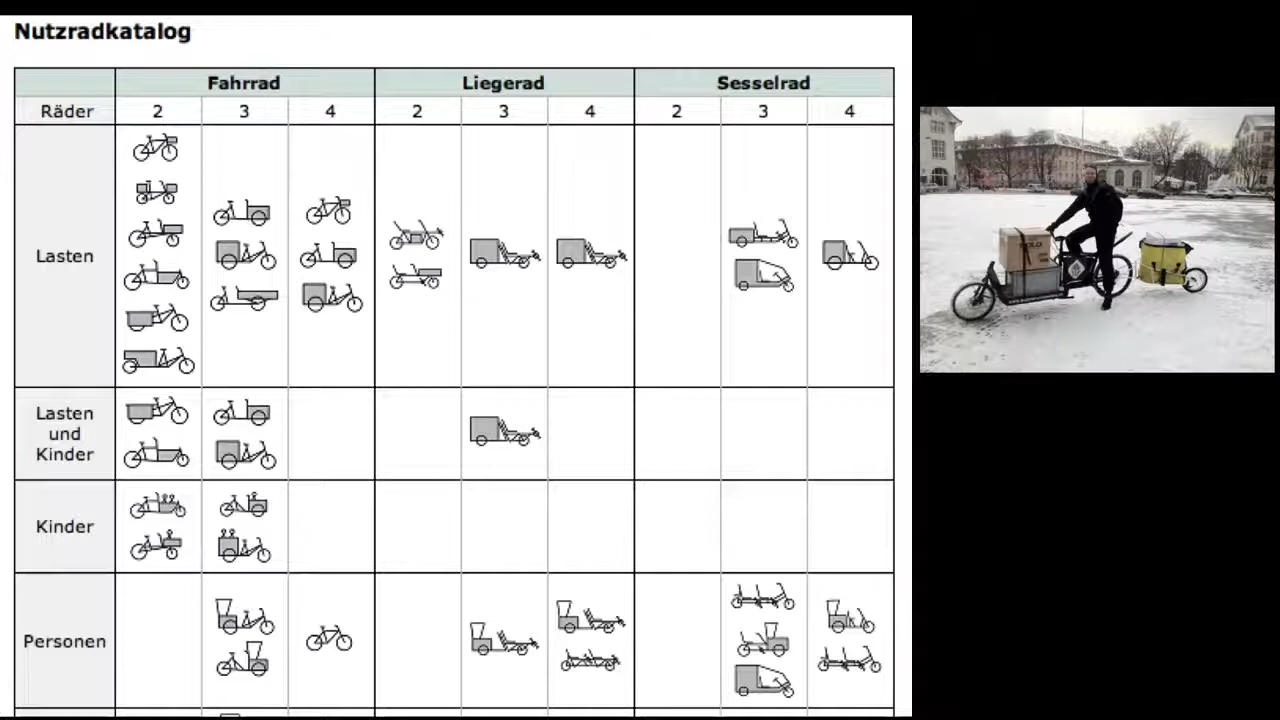 Nutzradkatalog
Fahrrad Liegerad Sesselrad
Räder 2 3 4 2 3 4 2 3 4
Lasten
Lasten
und
Kinder
Kinder
Personen